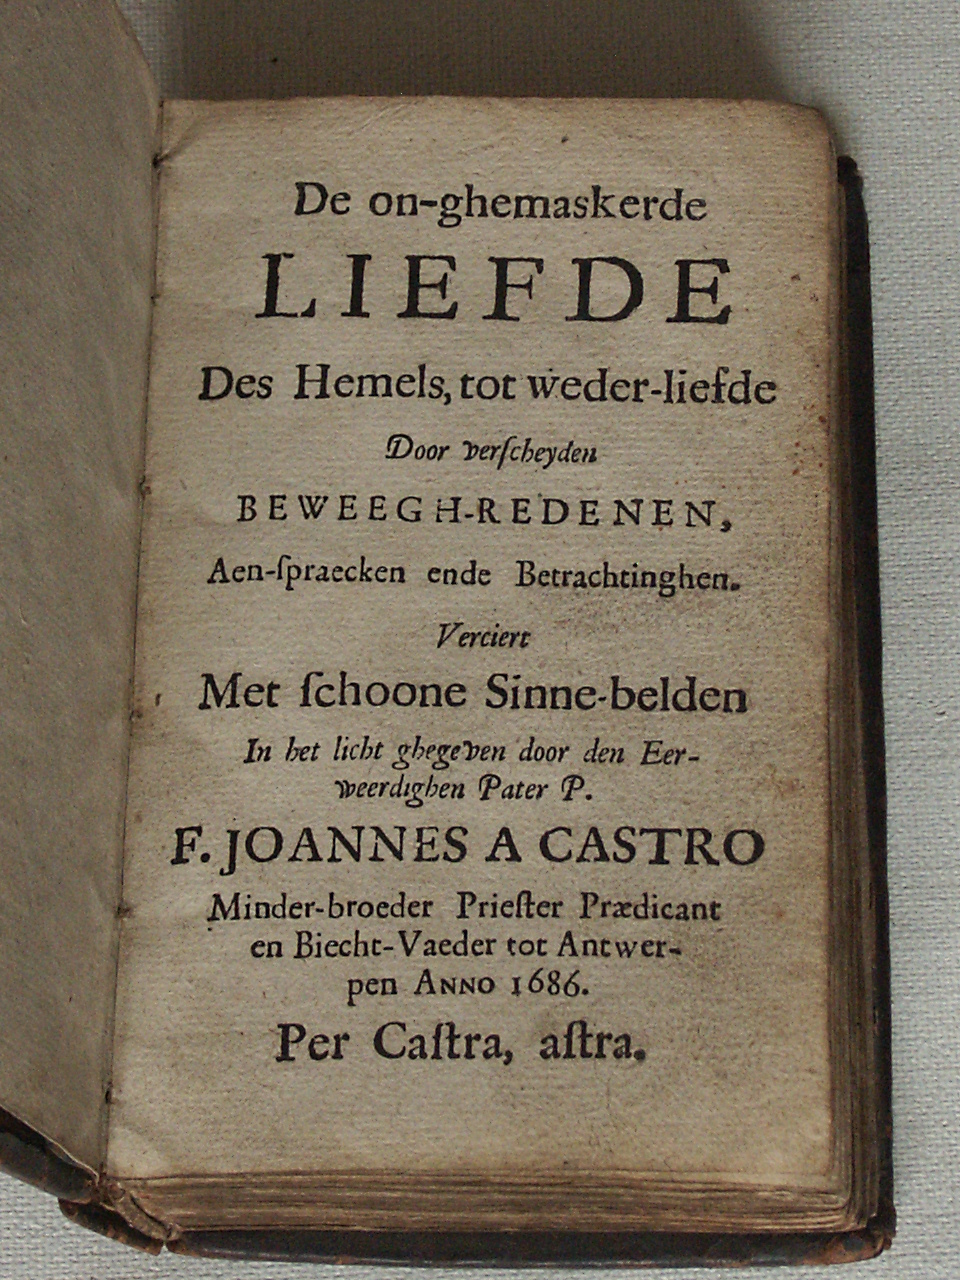 De on-ghemaskerde
LIEFDE
Des Hemels, tot weder-liefde
Door verſcheyden
BEWEEGH-REDENEN,
Aen-ſpraecken ende Betrachtinghen.
Verciert
Met ſchoone Sinne-belden
In het licht ghegeven door den Eer-
weerdighen Pater P.
F. JOANNES A CASTRO
Minder-broeder Prieſter Prædicant
en Biecht-Vaeder tot Antwer-
pen ANNO 1686.
Per Caſtra, aſtra.